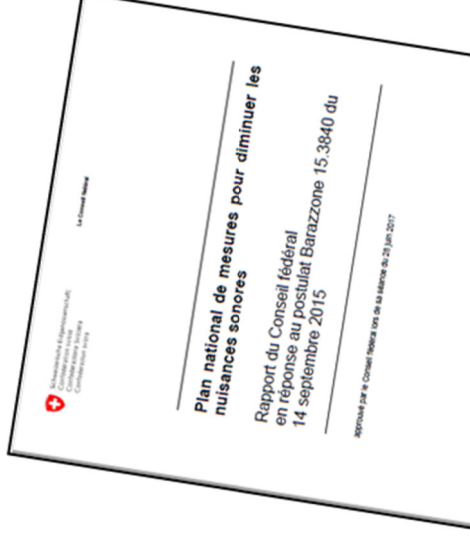 Schweizerische Eidgenossenschaft
Confédération suisse
Confederazione Svizzera
Confederaziun svizra
Le Conseil fédéral
Plan national de mesures pour diminuer les
nuisances sonores
Rapport du Conseil fédéral
en réponse au postulat Barazzone 15.3840 du
14 septembre 2015
approuvé par le Conseil fédéral lors de sa séance du 28 juin 2017